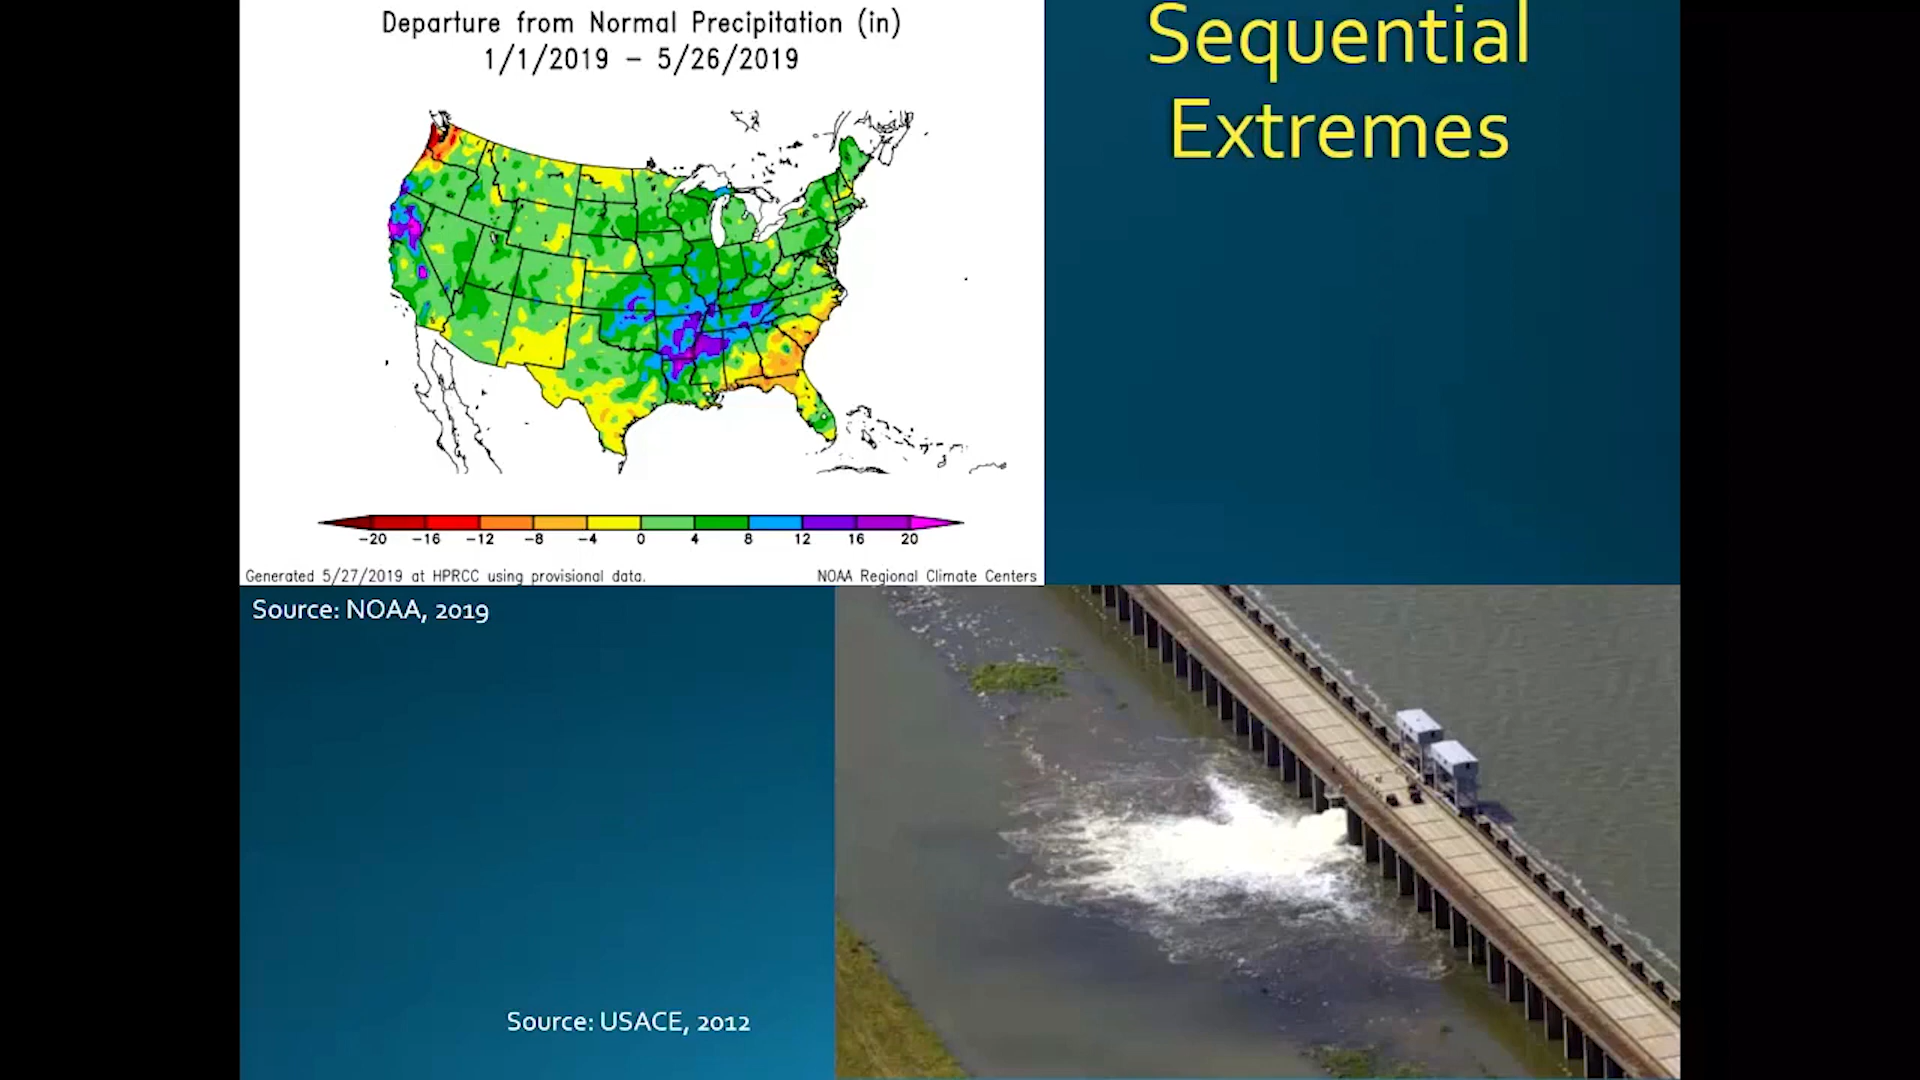 Departure from Normal Precipitation (in)
1/1/2019 – 5/26/2019
Sequential
Extremes
-20 -16 -12 -8 -4 0 4 8 12 16 20
Generated 5/27/2019 at HPRCC using provisional data.
NOAA Regional Climate Centers
Source: NOAA, 2019
Source: USACE, 2012